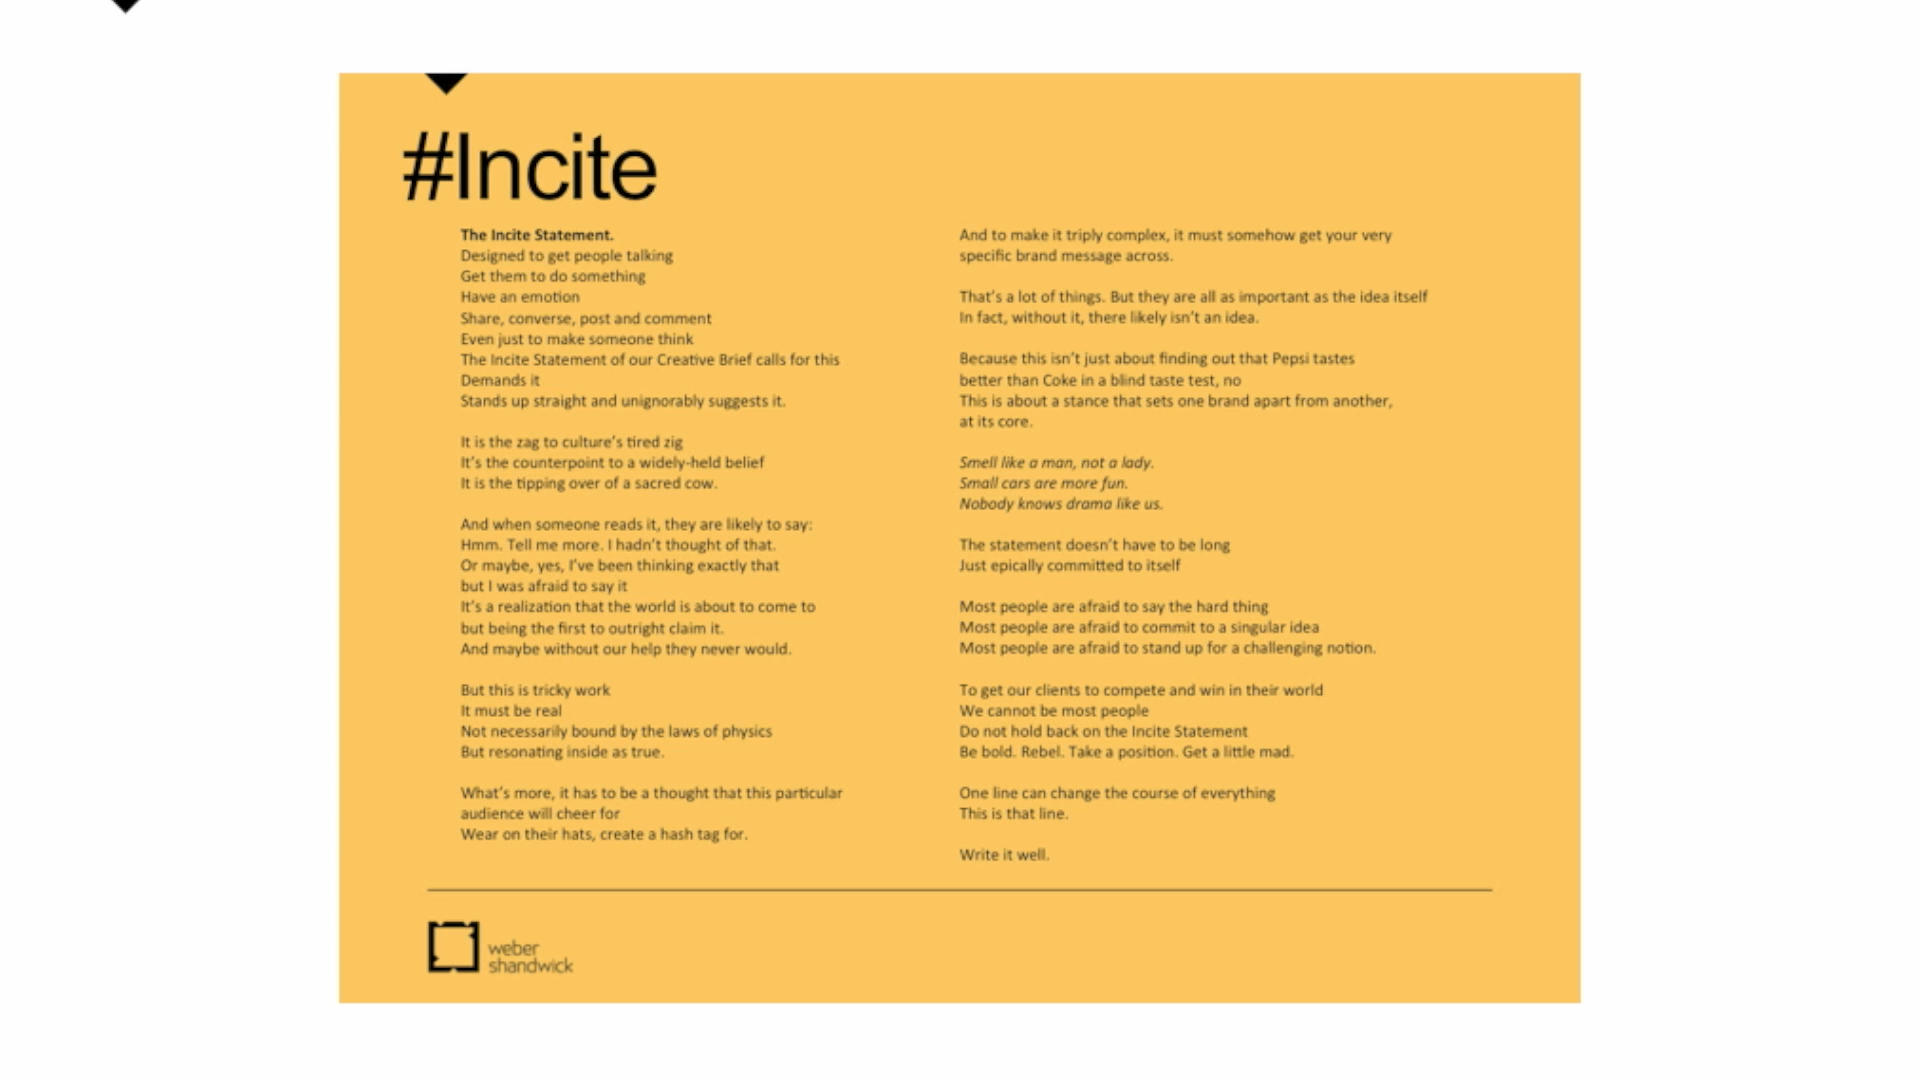 #Incite
The Incite Statement.
Designed to get people talking
Get them to do something
Have an emotion
Share, converse, post and comment
Even just to make someone think
The Incite Statement of our Creative Brief calls for this
Demands it
Stands up straight and unignorably suggests it.
It is the zag to culture's tired zig
It's the counterpoint to a widely-held belief
It is the tipping over of a sacred cow.
And when someone reads it, they are likely to say:
Hmm. Tell me more. I hadn't thought of that.
Or maybe, yes, I've been thinking exactly that
but I was afraid to say it
It's a realization that the world is about to come to
but being the first to outright claim it.
And maybe without our help they never would.
But this is tricky work
It must be real
Not necessarily bound by the laws of physics
But resonating inside as true.
What's more, it has to be a thought that this particular
audience will cheer for
Wear on their hats, create a hash tag for.
And to make it triply complex, it must somehow get your very
specific brand message across.
That's a lot of things. But they are all as important as the idea itself
In fact, without it, there likely isn't an idea.
Because this isn't just about finding out that Pepsi tastes
better than Coke in a blind taste test, no
This is about a stance that sets one brand apart from another,
at its core.
Smell like a man, not a lady.
Small cars are more fun.
Nobody knows drama like us.
The statement doesn't have to be long
Just epically committed to itself
Most people are afraid to say the hard thing
Most people are afraid to commit to a singular idea
Most people are afraid to stand up for a challenging notion.
To get our clients to compete and win in their world
We cannot be most people
Do not hold back on the Incite Statement
Be bold. Rebel. Take a position. Get a little mad.
One line can change the course of everything
This is that line.
Write it well.
weber
shandwick